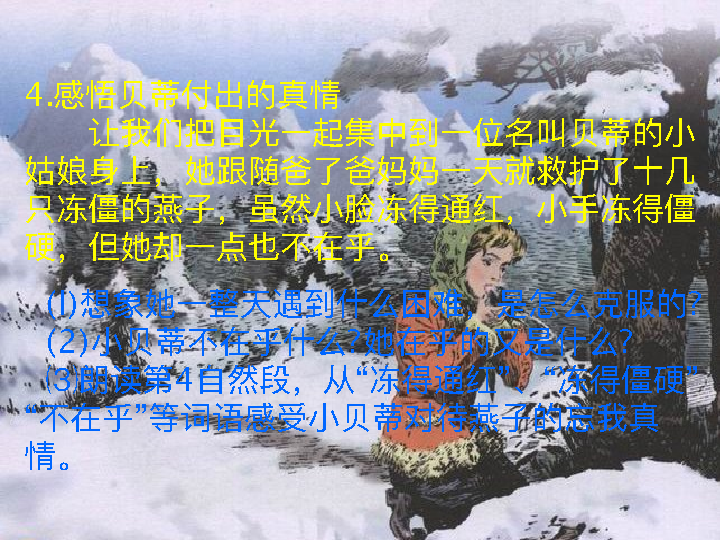 4.感悟贝蒂付出的真情
让我们把目光一起集中到一位名叫贝蒂的小
姑娘身上，她跟随爸了爸妈妈一天就救护了十几
只冻僵的燕子，虽然小脸冻得通红，小手冻得僵
硬，但她却一点也不在乎。
(l)想象她一整天遇到什么困难，是怎么克服的?
(2)小贝蒂不在乎什么?她在乎的又是什么?
(3)朗读第4自然段，从“冻得通红”、“冻得僵硬”
“不在乎”等词语感受小贝蒂对待燕子的忘我真
情。